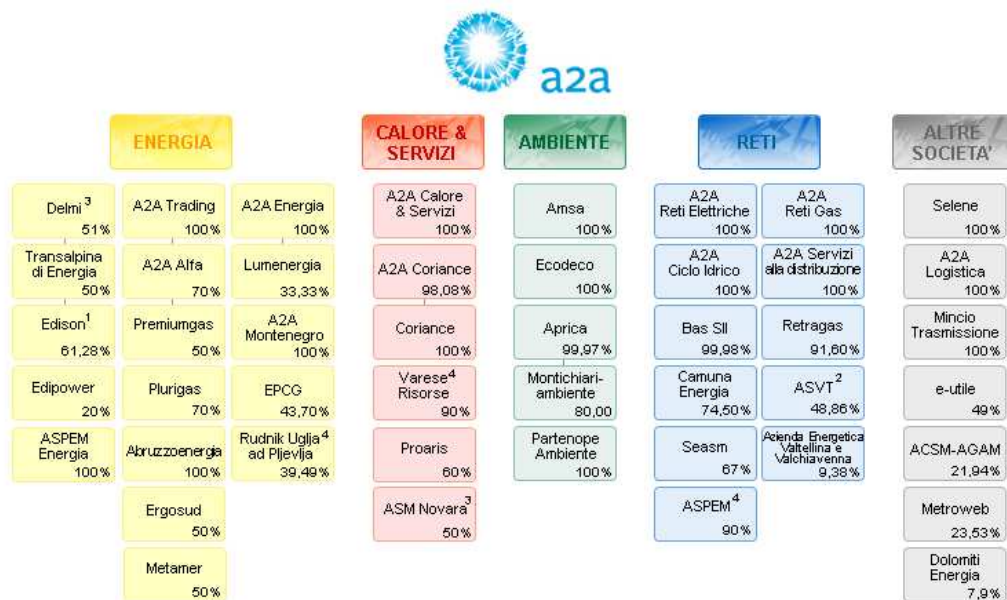 a2a
ENERGIA
CALORE &
SERVIZI
AMBIENTE
RETI
ALTRE
SOCIETA'
Delmi 3
51%
Transalpina
di Energia
50%
Edison 1
61,28%
Edipower
20%
ASPEM
Energia
100%
A2A Trading
100%
A2A Alfa
70%
Premiumgas
50%
Plurigas
70%
Abruzzoenergia
100%
Ergosud
50%
Metamer
50%
A2A Energia
100%
Lumenergia
33,33%
A2A
Montenegro
100%
EPCG
43,70%
Rudnik Uglja 4
ad Pljevlja
39,49%
A2A Calore
& Servizi
100%
A2A Coriance
98,08%
Coriance
100%
Varese 4
Risorse
90%
Proaris
60%
ASM Novara 3
50%
Amsa
100%
Ecodeco
100%
Aprica
99,97%
Montichiari-
ambiente
80,00
Partenope
Ambiente
100%
A2A
Reti Elettriche
100%
A2A
Ciclo Idrico
100%
Bas SII
99,98%
Camuna
Energia
74,50%
Seasm
67%
ASPEM 4
90%
A2A
Reti Gas
100%
A2A Servizi
alla distribuzione
100%
Retragas
91,60%
ASVT 2
48,86%
Azienda Energetica
Valtellina e
Valchiavenna
9,38%
Selene
100%
A2A
Logistica
100%
Mincio
Trasmissione
100%
e-utile
49%
ACSM-AGAM
21,94%
Metroweb
23,53%
Dolomiti
Energia
7,9%